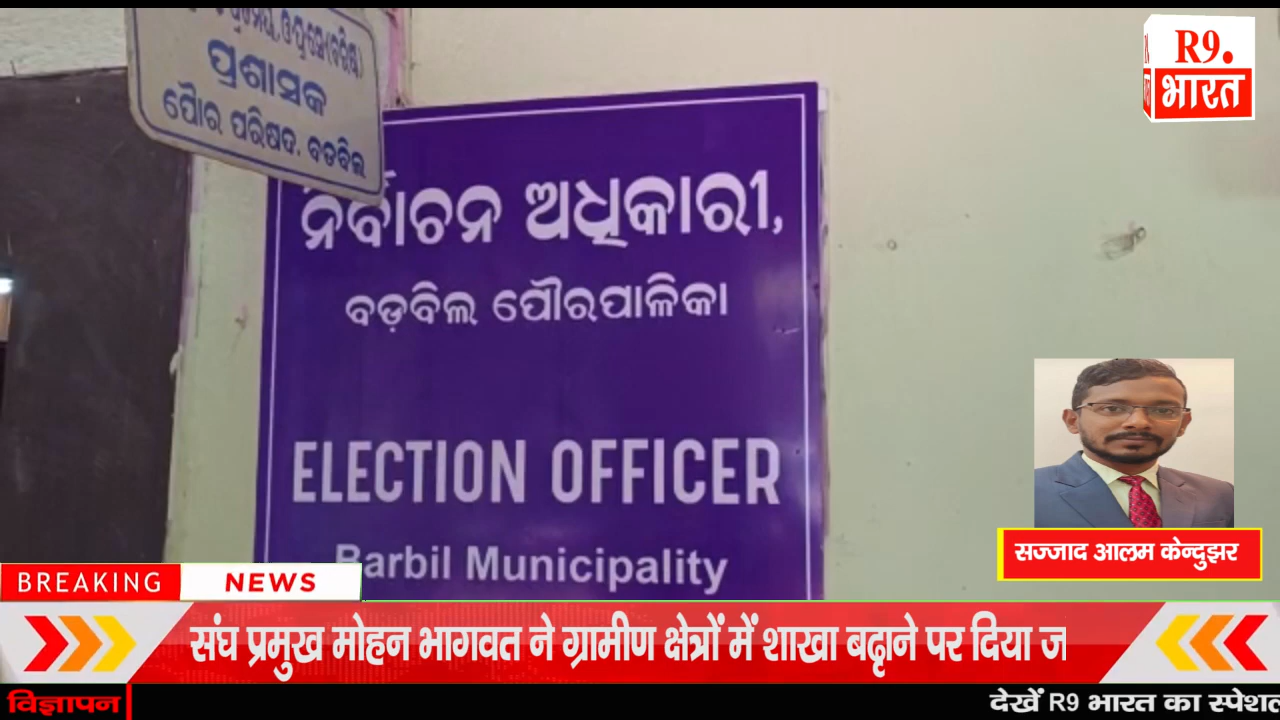 ପ୍ରଶାସକ
ପୌର ପରିଷଦ, ବଡବିଲ
ନିର୍ବାଚନ ଅଧିକାରୀ,
ବଡ଼ବିଲ ପୌରପାଳିକା
ELECTION OFFICER
Barbil Municipality
R9.
भारत
सज्जाद आलम केन्दुझर
BREAKING NEWS
संघ प्रमुख मोहन भागवत ने ग्रामीण क्षेत्रों में शाखा बढ़ाने पर दिया ज
विज्ञापन
देखें R9 भारत का स्पेशल